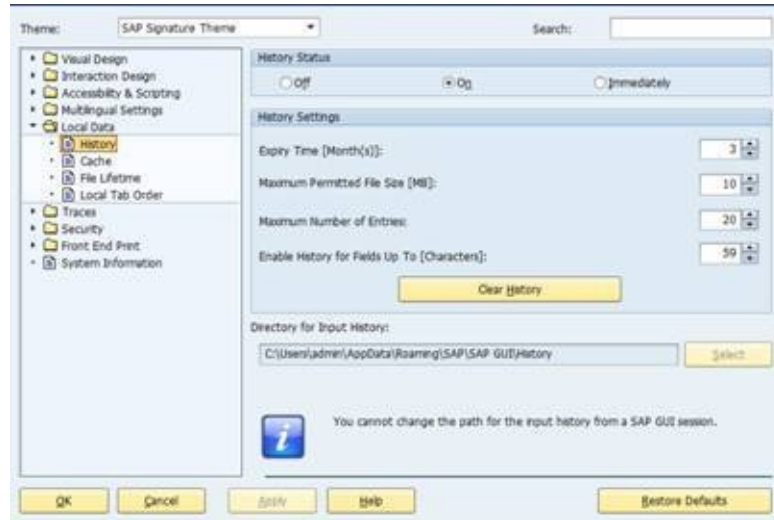 Theme: SAP Signature Theme Search:
Visual Design
Interaction Design
Accessibility & Scripting
Multilingual Settings
Local Data
History
Cache
File Lifetime
Local Tab Order
Traces
Security
Front End Print
System Information
History Status
Off On Immediately
History Settings
Expiry Time [Month(s)]: 3
Maximum Permitted File Size [MB]: 10
Maximum Number of Entries: 20
Enable History for Fields Up To [Characters]: 59
Clear History
Directory for Input History:
C:\Users\admin\AppData\Roaming\SAP\SAP GUI\History Select
You cannot change the path for the input history from a SAP GUI session.
OK Cancel Apply Help Restore Defaults